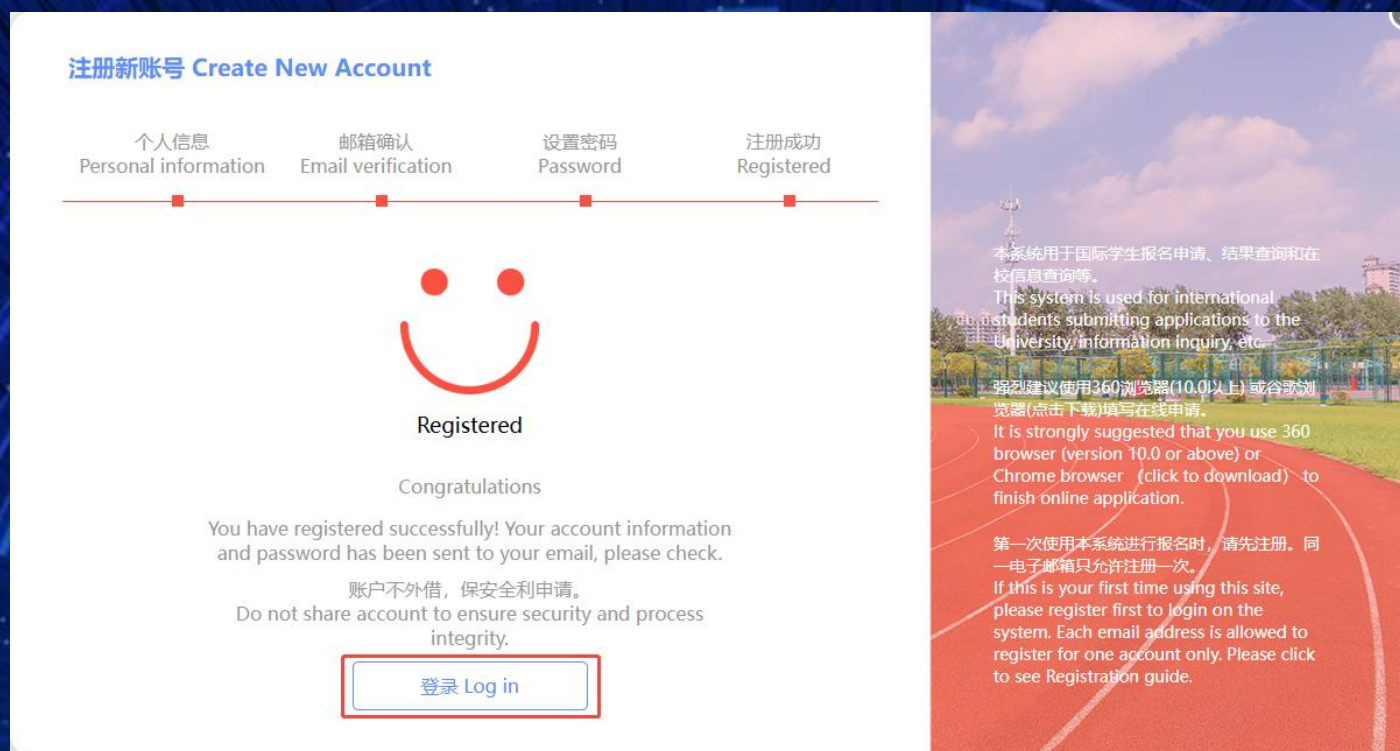 注册新账号 Create New Account
个人信息
Personal information
邮箱确认
Email verification
设置密码
Password
注册成功
Registered
Registered
Congratulations
You have registered successfully! Your account information
and password has been sent to your email, please check.
账户不外借，保安全利申请。
Do not share account to ensure security and process
integrity.
登录 Log in
本系统用于国际学生报名申请、结果查询和在
校信息查询等。
This system is used for international
students submitting applications to the
University, information inquiry, etc.
强烈建议使用360浏览器(10.0以上) 或谷歌浏
览器(点击下载)填写在线申请。
It is strongly suggested that you use 360
browser (version 10.0 or above) or
Chrome browser （click to download） to
finish online application.
第一次使用本系统进行报名时，请先注册。同
一电子邮箱只允许注册一次。
If this is your first time using this site,
please register first to login on the
system. Each email address is allowed to
register for one account only. Please click
to see Registration guide.